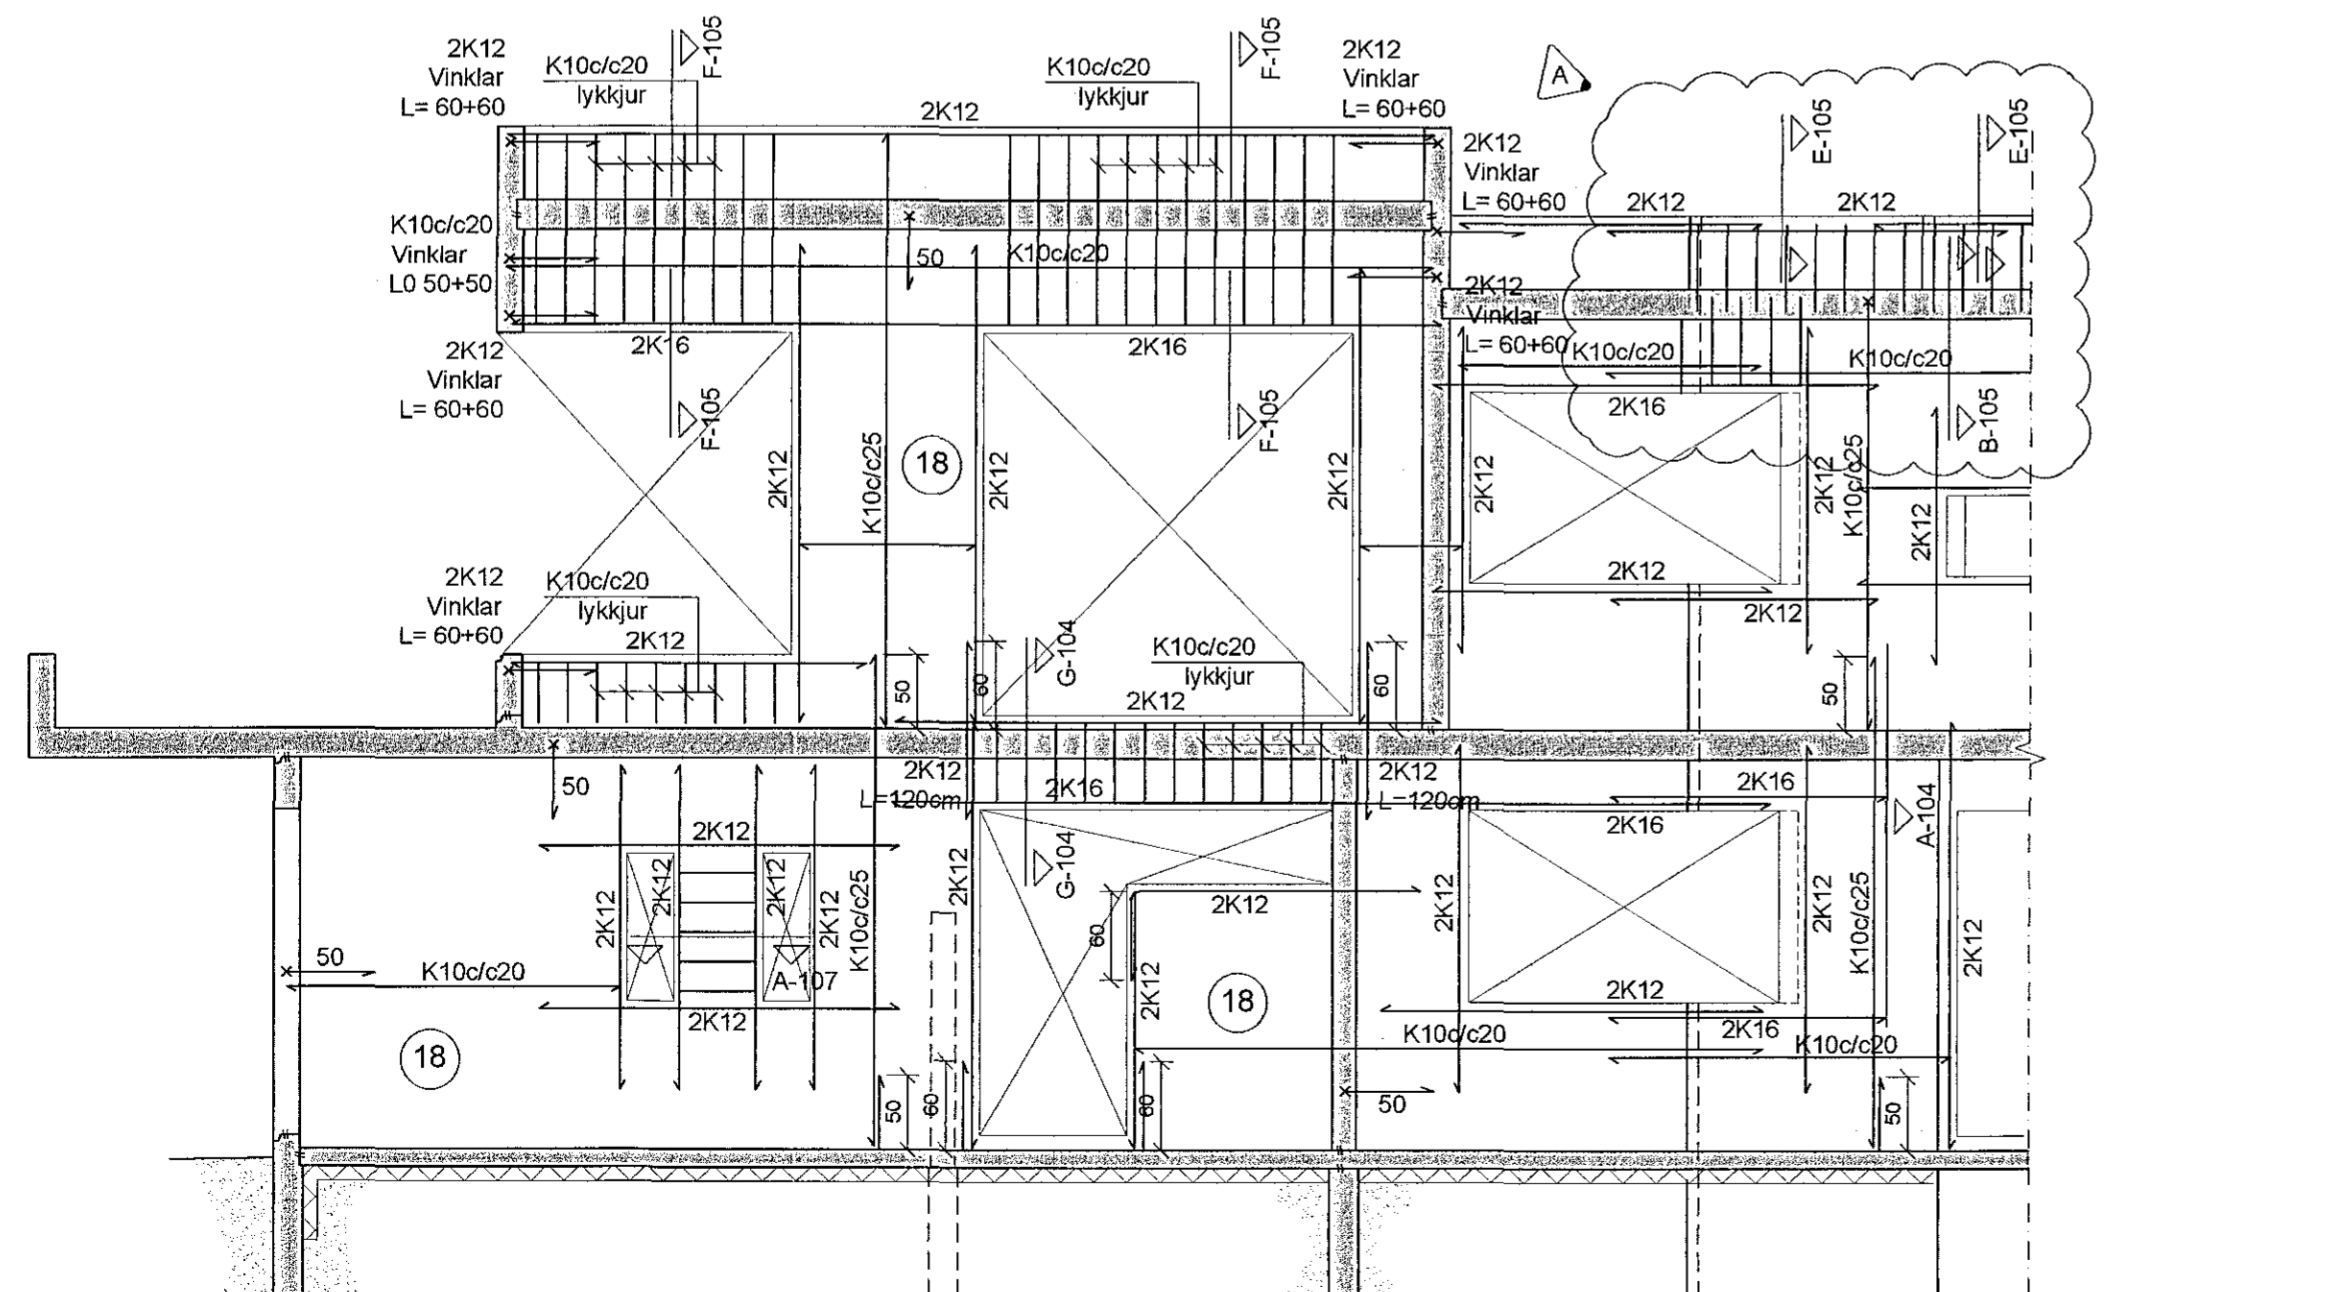 2K12
Vinklar
L= 60+60
K10c/c20
lykkjur
F-105
2K12
K10c/c20
lykkjur
F-105
2K12
Vinklar
L= 60+60
A
2K12
Vinklar
L= 60+60
E-105
E-105
2K12
2K12
K10c/c20
Vinklar
L0 50+50
50
K10c/c20
2K12
Vinklar
L= 60+60
K10c/c20
K10c/c20
2K12
Vinklar
L= 60+60
2K16
2K16
2K16
F-105
F-105
B-105
2K12
K10c/c25
18
2K12
2K12
2K12
2K12
K10c/c25
2K12
2K12
Vinklar
L= 60+60
K10c/c20
lykkjur
2K12
2K12
2K12
G-104
K10c/c20
lykkjur
2K12
50
60
60
50
50
2K12
L=120cm
2K16
2K12
L=120cm
2K16
2K16
A-104
2K12
2K12
2K12
2K12
2K12
K10c/c25
2K12
G-104
2K12
60
2K12
2K12
K10c/c25
2K12
50
K10c/c20
A-107
2K12
2K12
18
2K12
2K16
K10c/c20
K10c/c20
18
50
60
60
50
50